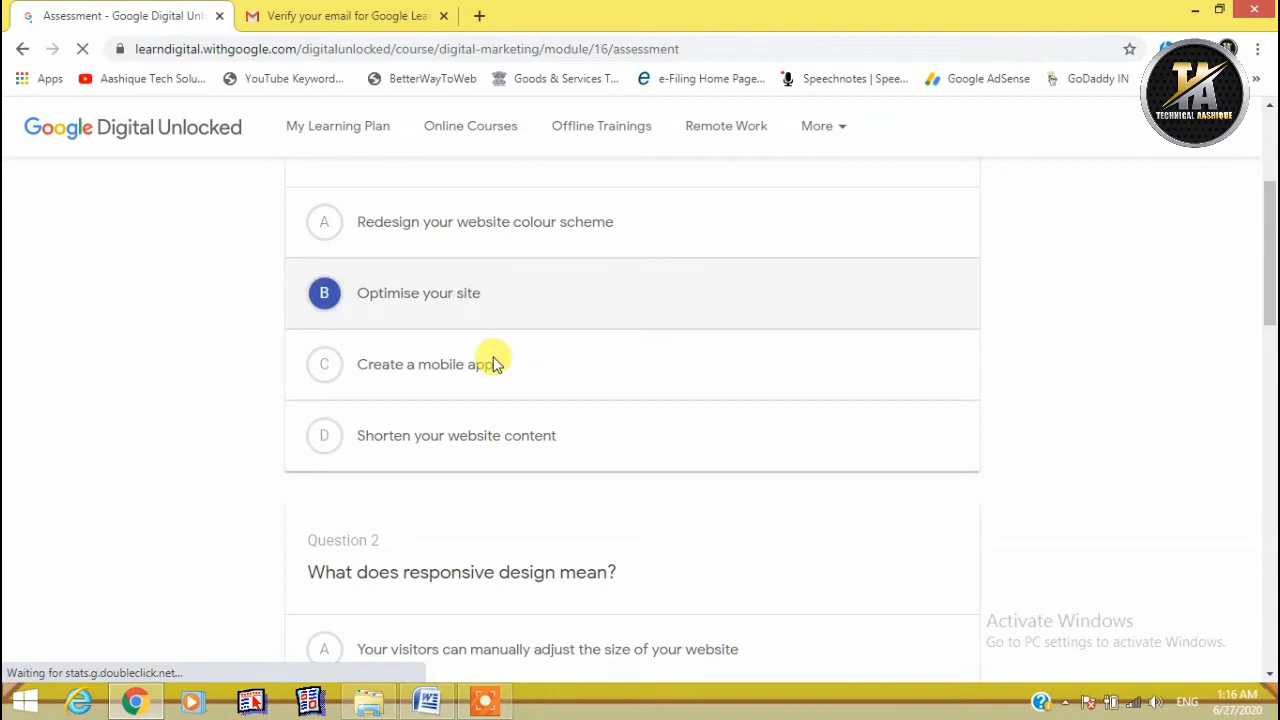 Assessment - Google Digital Unl
Verify your email for Google Lea
learndigital.withgoogle.com/digitalunlocked/course/digital-marketing/module/16/assessment
Apps
Aashique Tech Solu...
YouTube Keyword...
BetterWayToWeb
Goods & Services T...
e-Filing Home Page...
Speechnotes | Spee...
Google AdSense
GoDaddy IN
»
TA
TECHNICAL AASHIQUE
Google Digital Unlocked
My Learning Plan
Online Courses
Offline Trainings
Remote Work
More
A Redesign your website colour scheme
B Optimise your site
C Create a mobile app
D Shorten your website content
Question 2
What does responsive design mean?
A Your visitors can manually adjust the size of your website
Activate Windows
Go to PC settings to activate Windows.
Waiting for stats.g.doubleclick.net...
ENG
1:16 AM
6/27/2020